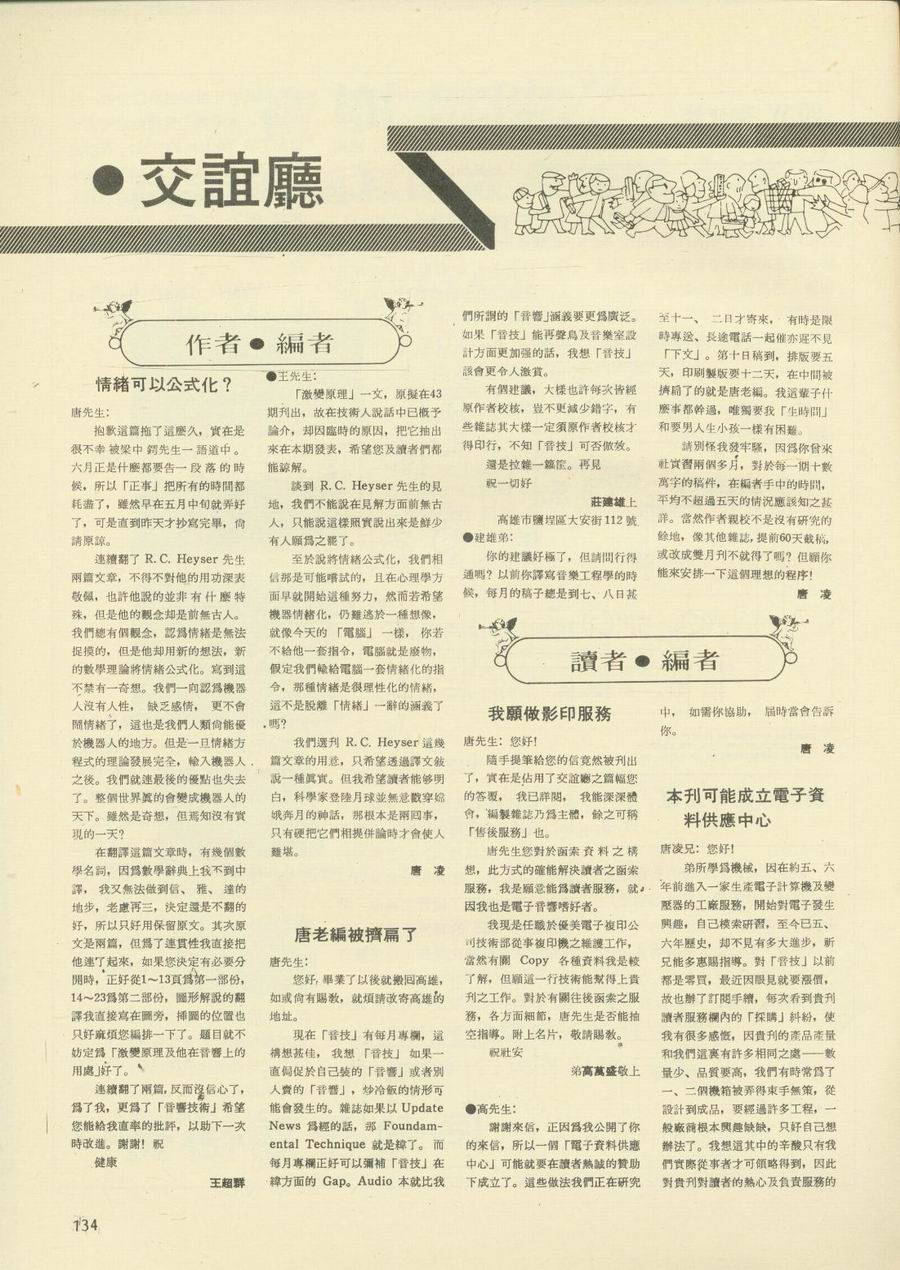 ●交誼廳
作者●編者
情緒可以公式化？
唐先生：
抱歉這篇拖了這麼久，實在是
很不幸被梁中鍔先生一語道中。
六月正是什麼都要告一段落的時
候，所以「正事」把所有的時間都
耗盡了，雖然早在五月中旬就弄好
了，可是直到昨天才抄寫完畢，尙
請原諒。
連續翻了 R. C. Heyser 先生
兩篇文章，不得不對他的用功深表
敬佩，也許他說的並非有什麼特
殊，但是他的觀念却是前無古人。
我們總有個觀念，認爲情緒是無法
捉摸的，但是他却用新的想法，新
的數學理論將情緒公式化。寫到這
不禁有一奇想。我們一向認爲機器
人沒有人性， 缺乏感情， 更不會
鬧情緒了，這也是我們人類尙能優
於機器人的地方。但是一旦情緒方
程式的理論發展完全，輸入機器人
之後。我們就連最後的優點也失去
了。整個世界眞的會變成機器人的
天下。雖然是奇想，但焉知沒有實
現的一天？
在翻譯這篇文章時，有幾個數
學名詞，因爲數學辭典上找不到中
譯， 我又無法做到信、 雅、 達的
地步，老慮再三，決定還是不翻的
好，所以只好用保留原文。其次原
文是兩篇，但爲了連貫性我直接把
他連了起來，如果您決定有必要分
開時，正好從1～13頁爲第一部份，
14～23爲第二部份，圖形解說的翻
譯我直接寫在圖旁，揷圖的位置也
只好麻煩您編排一下了。題目就不
妨定爲「激變原理及他在音響上的
用處」好了。
連續翻了兩篇，反而沒信心了，
爲了我，更爲了「音響技術」希望
您能給我直率的批評，以助下一次
時改進。謝謝！祝
健康
王超群
●王先生：
「激變原理」一文，原擬在43
期刋出，故在技術人說話中已概予
論介，却因臨時的原因，把它抽出
來在本期發表，希望您及讀者們都
能諒解。
談到 R. C. Heyser 先生的見
地，我們不能說在見解方面前無古
人，只能說這樣照實說出來是鮮少
有人願爲之罷了。
至於說將情緒公式化，我們相
信那是可能嚐試的，且在心理學方
面早就開始這種努力，然而若希望
機器情緒化，仍難逃於一種想像，
就像今天的 「電腦」 一樣， 你若
不給他一套指令，電腦就是廢物，
假定我們輸給電腦一套情緒化的指
令，那種情緒是很理性化的情緒，
這不是脫離「情緒」一辭的涵義了
嗎？
我們選刋 R. C. Heyser 這幾
篇文章的用意，只希望透過譯文敍
說一種眞實。但我希望讀者能够明
白，科學家登陸月球並無意戳穿嫦
娥奔月的神話，那根本是兩回事，
只有硬把它們相提併論時才會使人
難堪。
唐　凌
唐老編被擠扁了
唐先生：
您好，畢業了以後就搬回高雄，
如或尙有賜敎，就煩請改寄高雄的
地址。
現在「音技」有每月專欄，這
構想甚佳， 我想 「音技」 如果一
直侷促於自己裝的「音響」或者別
人賣的「音響」，炒冷飯的情形可
能會發生的。雜誌如果以 Update
News 爲經的話，那 Foundam-
ental Technique 就是緯了。 而
每月專欄正好可以彌補「音技」在
緯方面的 Gap。Audio 本就比我
們所謂的「音響」涵義要更爲廣泛。
如果「音技」能再聲鳥及音樂室設
計方面更加强的話，我想「音技」
該會更令人激賞。
有個建議，大樣也許每次皆經
原作者校核，豈不更減少錯字， 有
些雜誌其大樣一定須原作者校核才
得印行，不知「音技」可否倣效。
還是拉雜一籮筐。再見
祝一切好
莊建雄上
高雄市鹽埕區大安街 112 號
●建雄弟：
你的建議好極了，但請問行得
通嗎？以前你譯寫音樂工程學的時
候，每月的稿子總是到七、八日甚
至十一、 二日才寄來， 有時是限
時專送、長途電話一起催亦遲不見
「下文」。第十日稿到，排版要五
天，印刷製版要十二天，在中間被
擠扁了的就是唐老編。我這輩子什
麼事都幹過，唯獨要我「生時間」
和要男人生小孩一樣有困難。
請別怪我發牢騷，因爲你曾來
社實習兩個多月，對於每一期十數
萬字的稿件，在編者手中的時間，
平均不超過五天的情況應該知之甚
詳。當然作者親校不是沒有研究的
餘地，像其他雜誌，提前60天截稿，
或改成雙月刋不就得了嗎？但願你
能來安排一下這個理想的程序！
唐　凌
讀者●編者
我願做影印服務
唐先生：您好！
隨手提筆給您的信竟然被刋出
了，實在是佔用了交誼廳之篇幅您
的答覆， 我已詳閱， 我能深深體
會，編製雜誌乃爲主體，餘之可稱
「售後服務」也。
唐先生您對於函索資料之構
想，此方式的確能解決讀者之函索
服務，我是願意能爲讀者服務，就
因我也是電子音響嗜好者。
我現是任職於優美電子複印公
司技術部從事複印機之維護工作，
當然有關 Copy 各種資料我是較
了解，但願這一行技術能幫得上貴
刋之工作。對於有關往後函索之服
務，各方面細節，唐先生是否能抽
空指導。附上名片，敬請賜敎。
祝社安
弟高萬盛敬上
●高先生：
謝謝來信，正因爲我公開了你
的來信，所以一個「電子資料供應
中心」可能就要在讀者熱誠的贊助
下成立了。這些做法我們正在研究
中， 如需你協助， 屆時當會告訴
你。
唐　凌
本刊可能成立電子資
料供應中心
唐凌兄：您好！
弟所學爲機械，因在約五、六
年前進入一家生產電子計算機及變
壓器的工廠服務，開始對電子發生
興趣，自己模索研習，至今已五、
六年歷史，却不見有多大進步，祈
兄能多惠賜指導。對「音技」以前
都是零買，最近因眼見就要漲價，
故也辦了訂閱手續，每次看到貴刋
讀者服務欄內的「採購」糾紛，使
我有很多感慨，因貴刋的產品產量
和我們這裏有許多相同之處——數
量少、品質要高，我們有時常爲了
一、二個機箱被弄得束手無策，從
設計到成品，要經過許多工程，一
般廠商根本興趣缺缺，只好自己想
辦法了。我想這其中的辛酸只有我
們實際從事者才可領略得到，因此
對貴刋對讀者的熱心及負責服務的
134